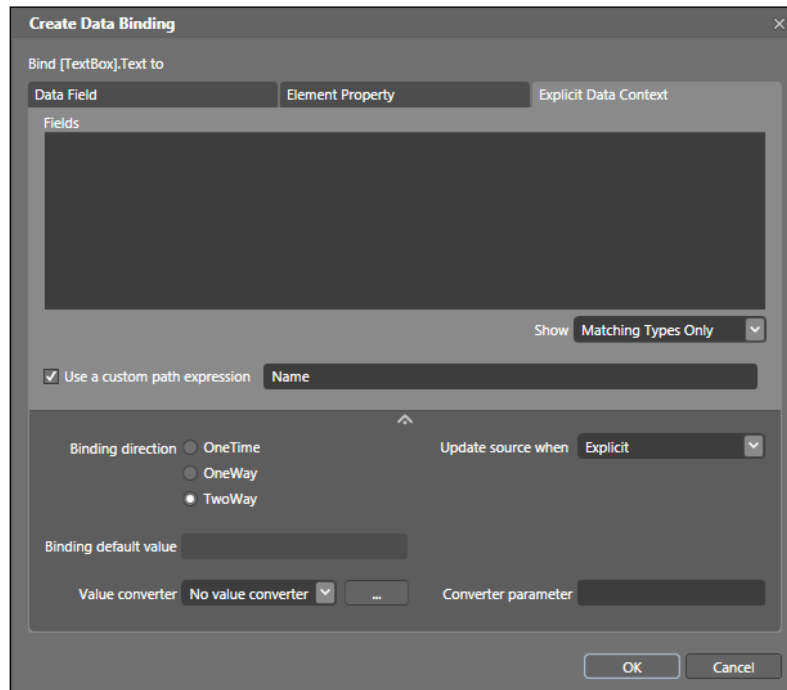 Create Data Binding
Bind [TextBox].Text to
Data Field Element Property Explicit Data Context
Fields
Show Matching Types Only
Use a custom path expression Name
Binding direction OneTime Update source when Explicit
OneWay
TwoWay
Binding default value
Value converter No value converter ... Converter parameter
OK Cancel